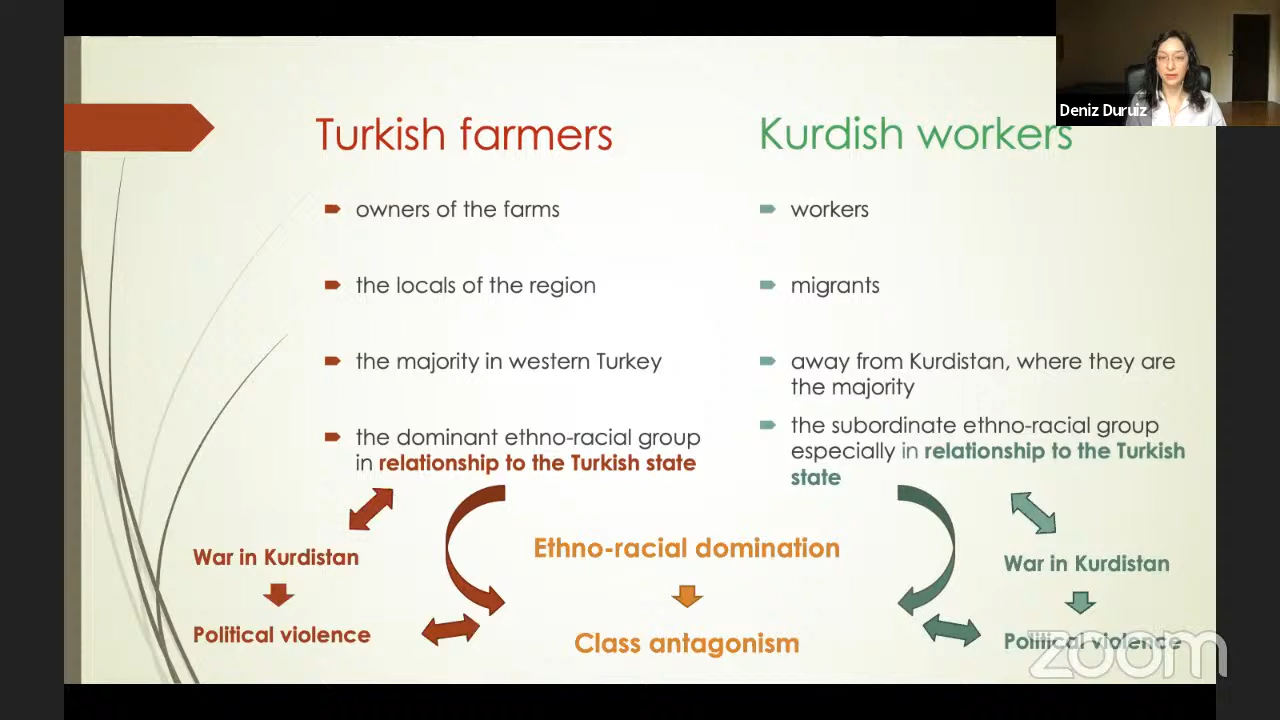 Deniz Duruiz
Turkish farmers
owners of the farms
the locals of the region
the majority in western Turkey
the dominant ethno-racial group
in relationship to the Turkish state
War in Kurdistan
Political violence
Kurdish workers
workers
migrants
away from Kurdistan, where they are
the majority
the subordinate ethno-racial group
especially in relationship to the Turkish
state
War in Kurdistan
Political violence
Ethno-racial domination
Class antagonism
zoom